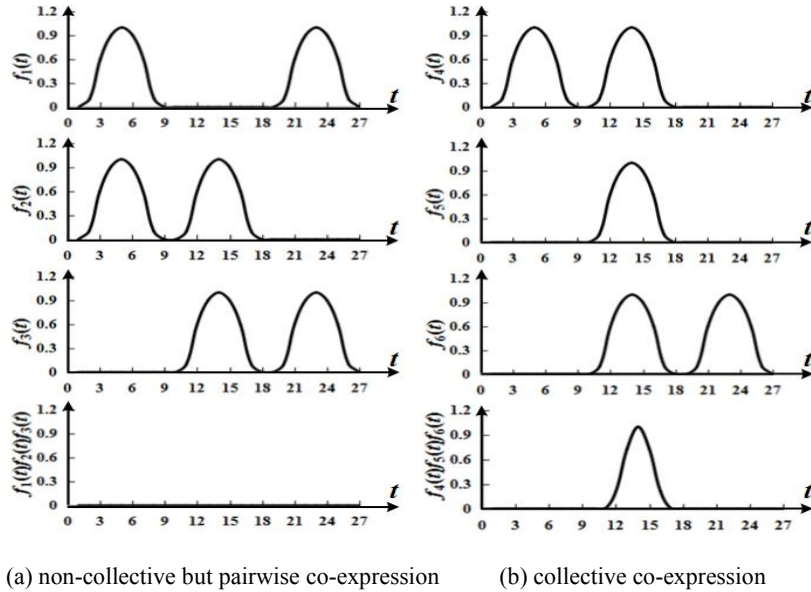 1.2
0.9
0.6
0.3
0
f₁(t)
t
0 3 6 9 12 15 18 21 24 27
1.2
0.9
0.6
0.3
0
f₂(t)
t
0 3 6 9 12 15 18 21 24 27
1.2
0.9
0.6
0.3
0
f₃(t)
t
0 3 6 9 12 15 18 21 24 27
1.2
0.9
0.6
0.3
0
f₁(t)f₂(t)f₃(t)
t
0 3 6 9 12 15 18 21 24 27
(a) non-collective but pairwise co-expression
1.2
0.9
0.6
0.3
0
f₄(t)
t
0 3 6 9 12 15 18 21 24 27
1.2
0.9
0.6
0.3
0
f₅(t)
t
0 3 6 9 12 15 18 21 24 27
1.2
0.9
0.6
0.3
0
f₆(t)
t
0 3 6 9 12 15 18 21 24 27
1.2
0.9
0.6
0.3
0
f₄(t)f₅(t)f₆(t)
t
0 3 6 9 12 15 18 21 24 27
(b) collective co-expression